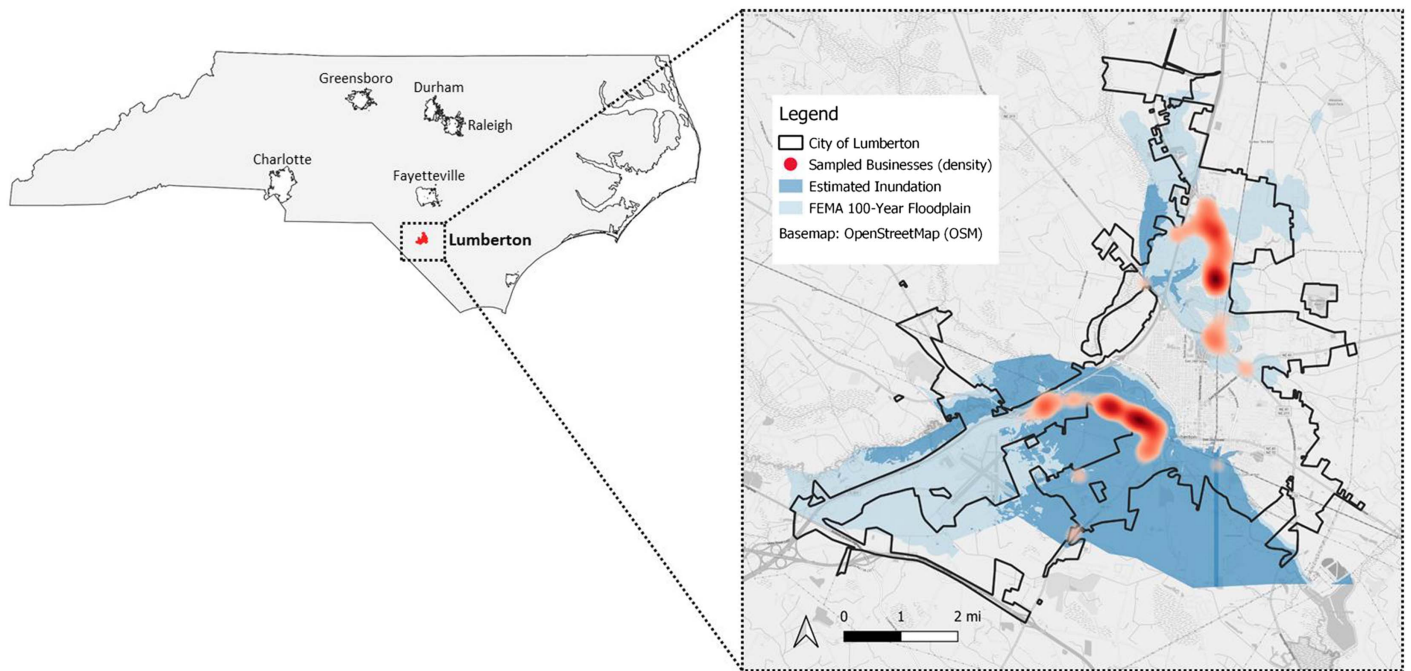 Greensboro
Durham
Raleigh
Charlotte
Fayetteville
Lumberton
Legend
City of Lumberton
Sampled Businesses (density)
Estimated Inundation
FEMA 100-Year Floodplain
Basemap: OpenStreetMap (OSM)
0 1 2 mi